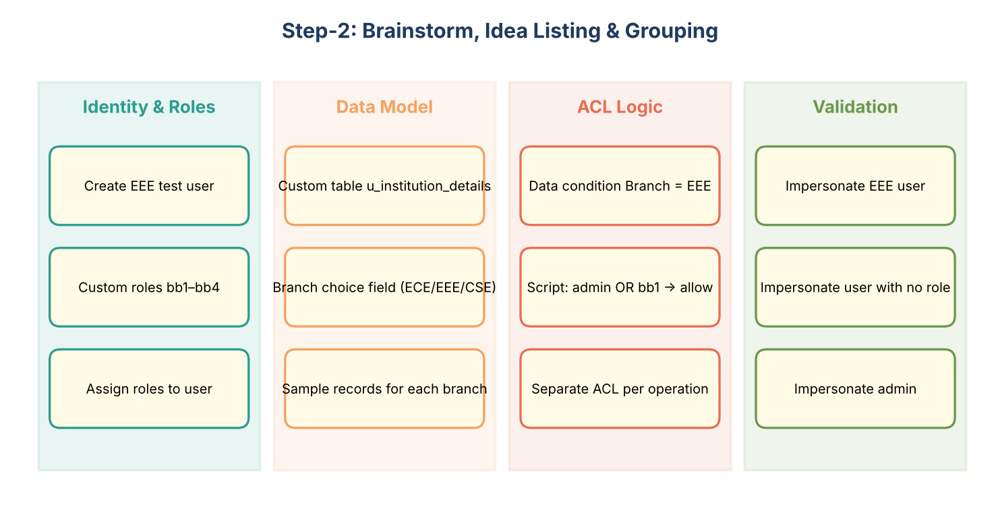 Step-2: Brainstorm, Idea Listing & Grouping
Identity & Roles
Create EEE test user
Custom roles bb1–bb4
Assign roles to user
Data Model
Custom table u_institution_details
Branch choice field (ECE/EEE/CSE)
Sample records for each branch
ACL Logic
Data condition Branch = EEE
Script: admin OR bb1 → allow
Separate ACL per operation
Validation
Impersonate EEE user
Impersonate user with no role
Impersonate admin